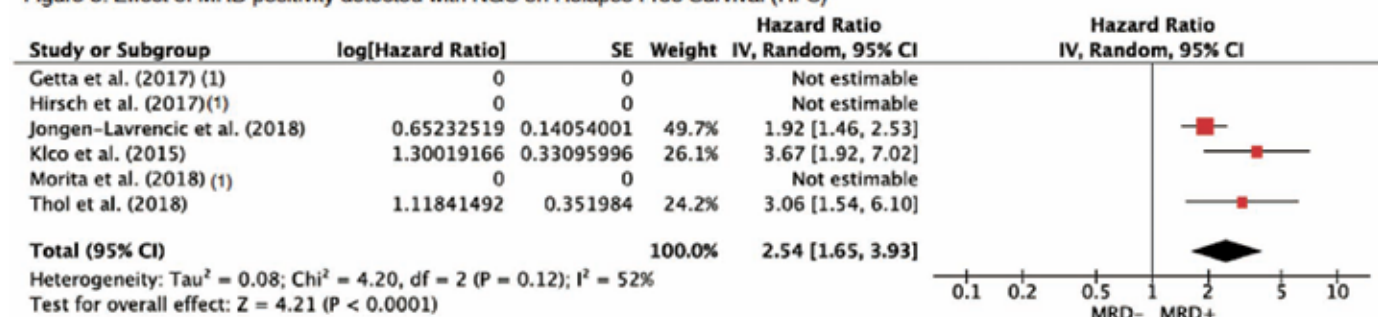 Hazard Ratio Hazard Ratio
Study or Subgroup log[Hazard Ratio] SE Weight IV, Random, 95% CI IV, Random, 95% CI
Getta et al. (2017) (1) 0 0 Not estimable
Hirsch et al. (2017)(1) 0 0 Not estimable
Jongen-Lavrencic et al. (2018) 0.65232519 0.14054001 49.7% 1.92 [1.46, 2.53]
Klco et al. (2015) 1.30019166 0.33095996 26.1% 3.67 [1.92, 7.02]
Morita et al. (2018) (1) 0 0 Not estimable
Thol et al. (2018) 1.11841492 0.351984 24.2% 3.06 [1.54, 6.10]
Total (95% CI) 100.0% 2.54 [1.65, 3.93]
Heterogeneity: Tau² = 0.08; Chi² = 4.20, df = 2 (P = 0.12); I² = 52%
Test for overall effect: Z = 4.21 (P < 0.0001)
0.1 0.2 0.5 1 2 5 10
MRD- MRD+